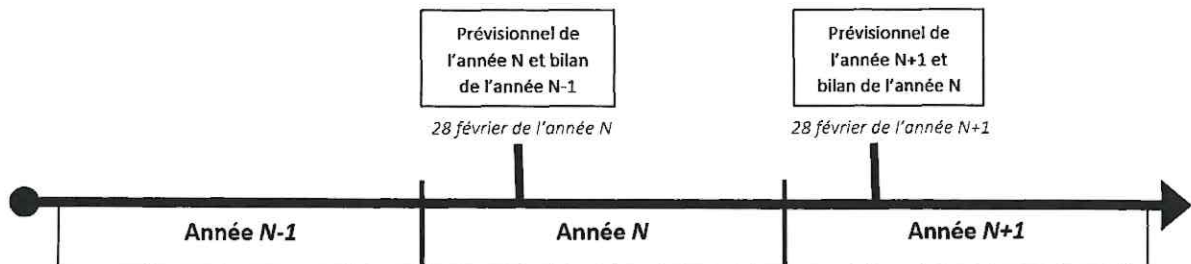 Prévisionnel de
l'année N et bilan
de l'année N-1
28 février de l'année N
Prévisionnel de
l'année N+1 et
bilan de l'année N
28 février de l'année N+1
Année N-1
Année N
Année N+1